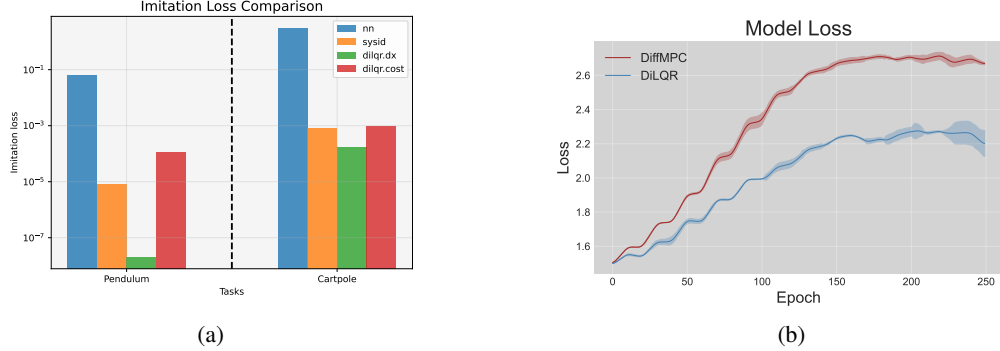 Imitation Loss Comparison
nn
sysid
dilqr.dx
dilqr.cost
10⁻¹
10⁻³
10⁻⁵
10⁻⁷
Imitation loss
Pendulum
Cartpole
Tasks
(a)
Model Loss
DiffMPC
DiLQR
2.6
2.4
2.2
2.0
1.8
1.6
Loss
0
50
100
150
200
250
Epoch
(b)